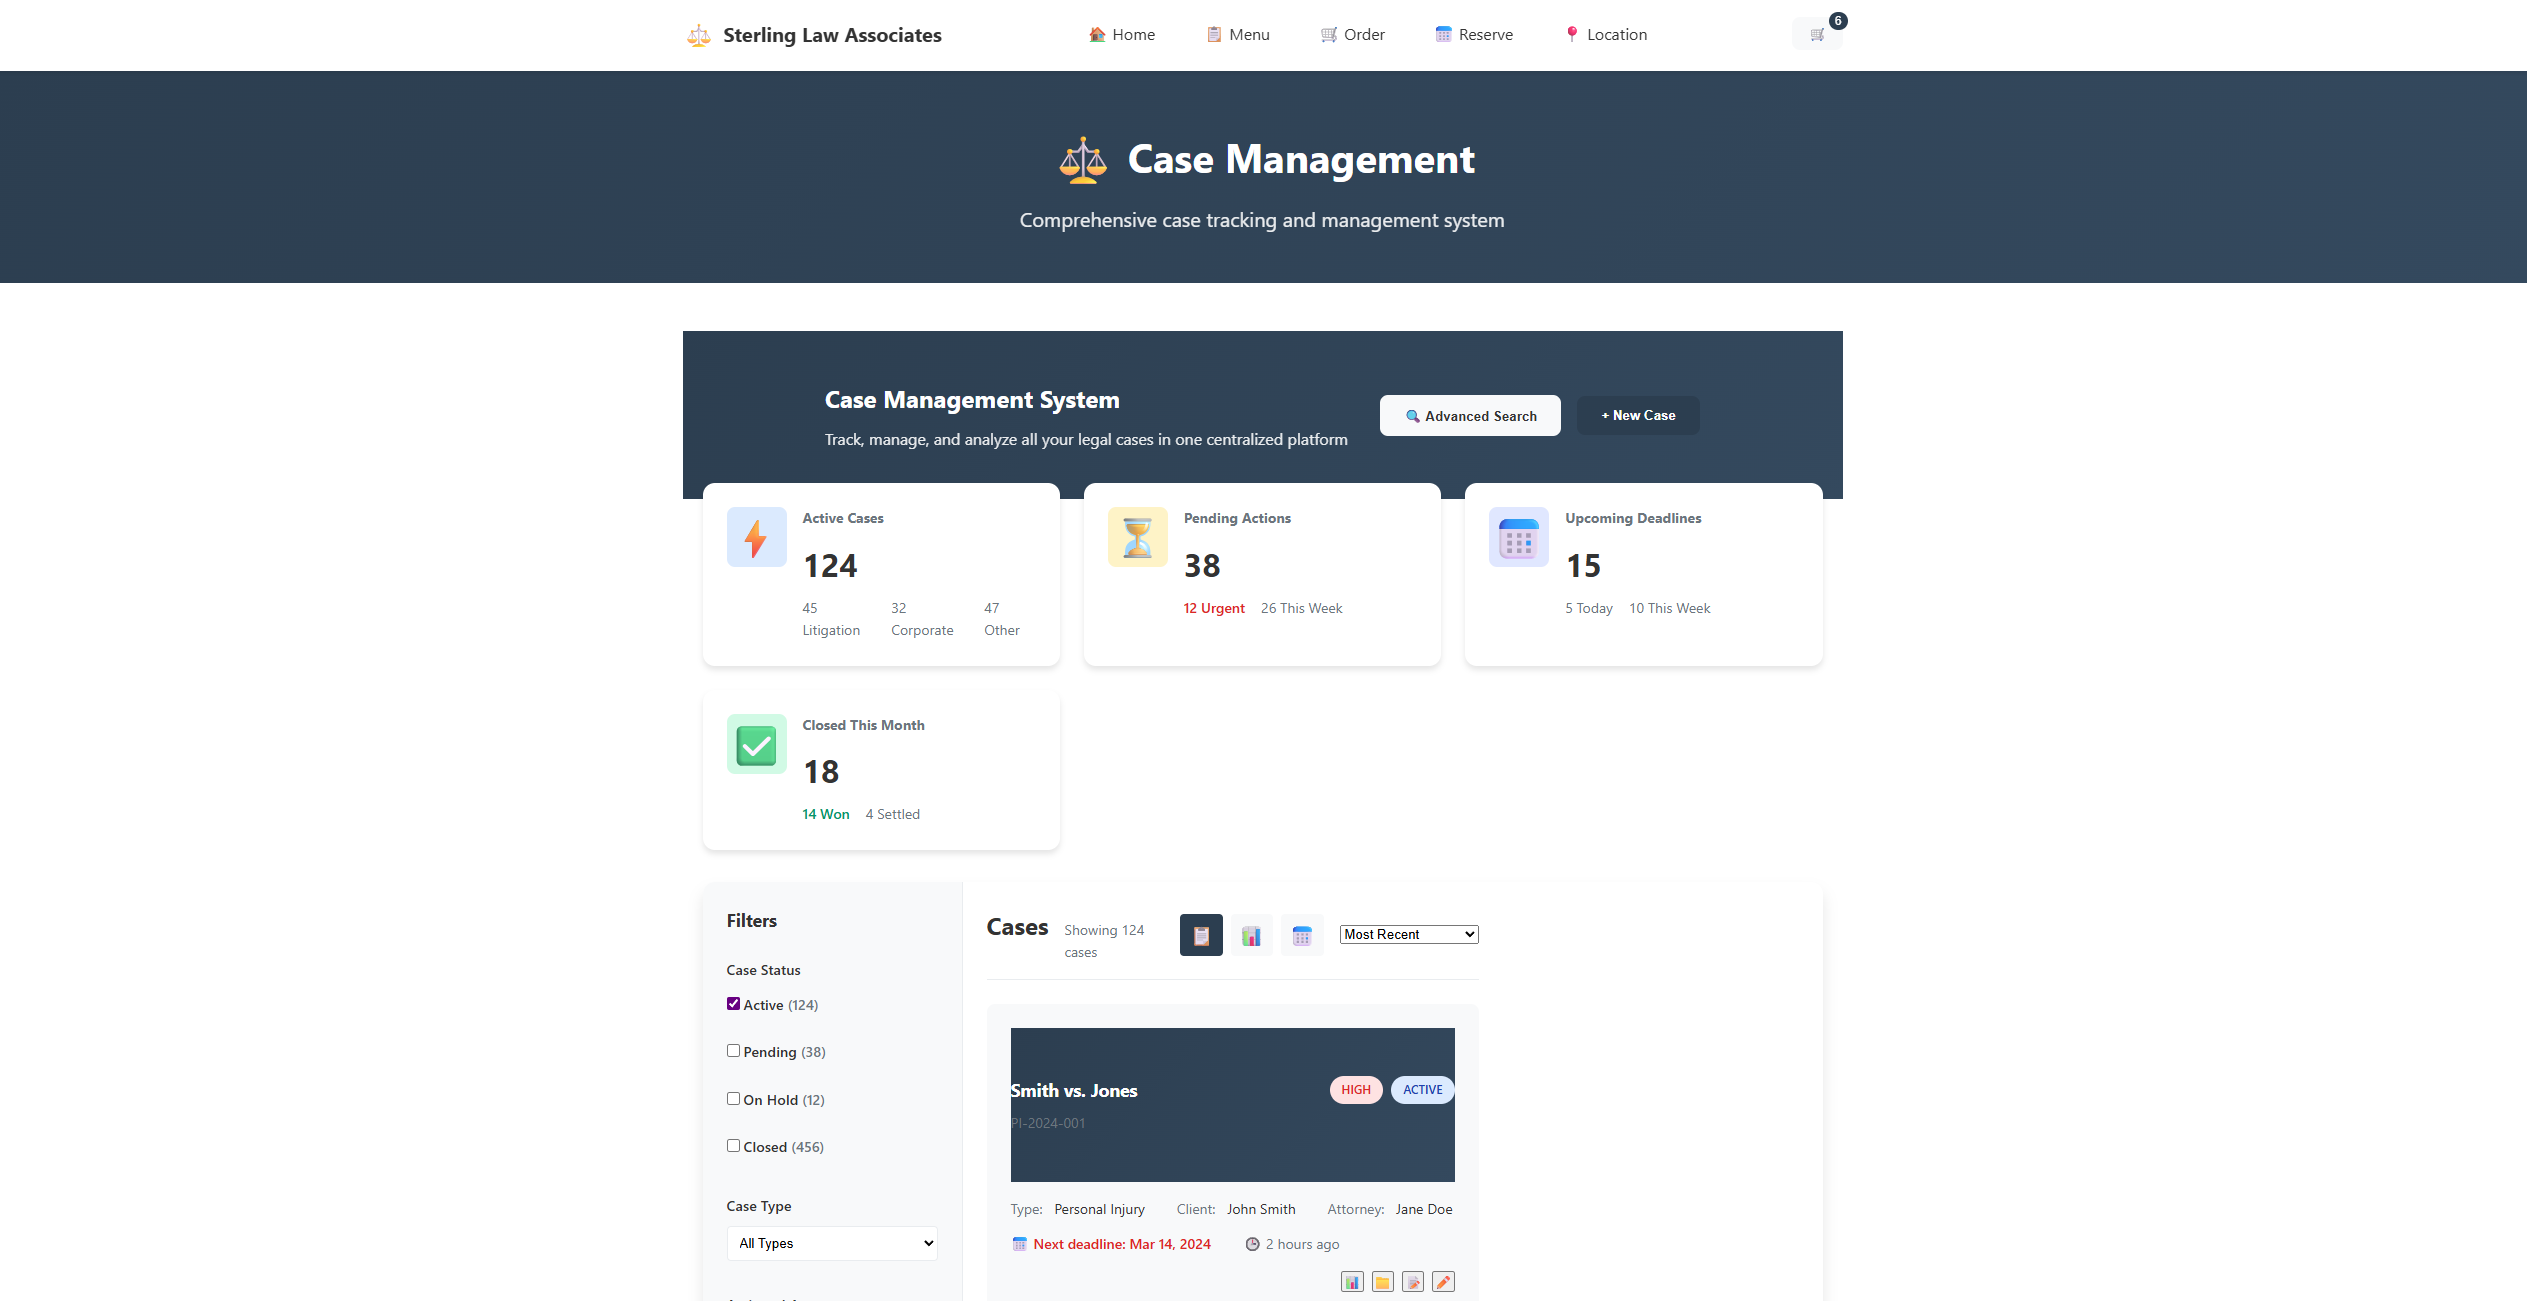 Sterling Law Associates
Home
Menu
Order
Reserve
Location
6
Case Management
Comprehensive case tracking and management system
Case Management System
Track, manage, and analyze all your legal cases in one centralized platform
Advanced Search
+ New Case
Active Cases
124
45 Litigation
32 Corporate
47 Other
Pending Actions
38
12 Urgent
26 This Week
Upcoming Deadlines
15
5 Today
10 This Week
Closed This Month
18
14 Won
4 Settled
Filters
Case Status
Active (124)
Pending (38)
On Hold (12)
Closed (456)
Case Type
All Types
Cases
Showing 124
cases
Most Recent
Smith vs. Jones
HIGH
ACTIVE
PI-2024-001
Type: Personal Injury
Client: John Smith
Attorney: Jane Doe
Next deadline: Mar 14, 2024
2 hours ago